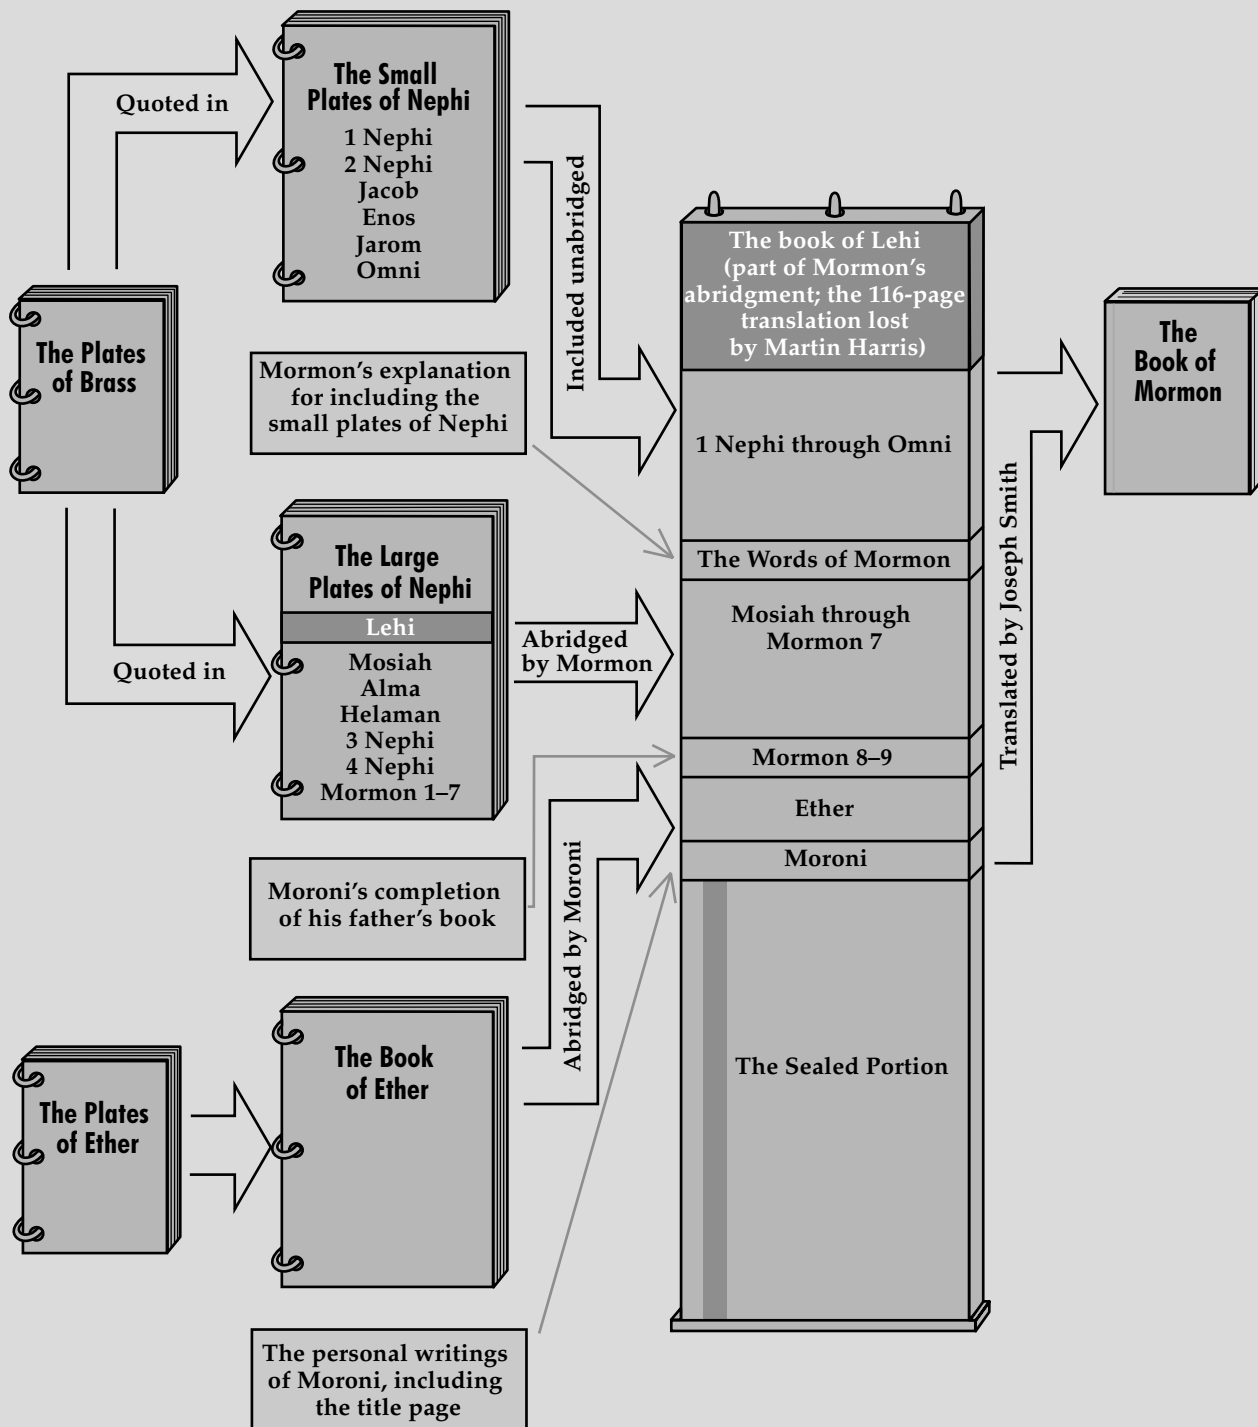 The Small
Plates of Nephi
1 Nephi
2 Nephi
Jacob
Enos
Jarom
Omni
Quoted in
Included unabridged
The Plates
of Brass
Mormon’s explanation
for including the
small plates of Nephi
The Large
Plates of Nephi
Lehi
Mosiah
Alma
Helaman
3 Nephi
4 Nephi
Mormon 1–7
Quoted in
Abridged
by Mormon
Moroni’s completion
of his father’s book
Abridged by Moroni
The Plates
of Ether
The Book
of Ether
The personal writings
of Moroni, including
the title page
The book of Lehi
(part of Mormon’s
abridgment; the 116-page
translation lost
by Martin Harris)
1 Nephi through Omni
The Words of Mormon
Mosiah through
Mormon 7
Mormon 8–9
Ether
Moroni
The Sealed Portion
Translated by Joseph Smith
The
Book of
Mormon